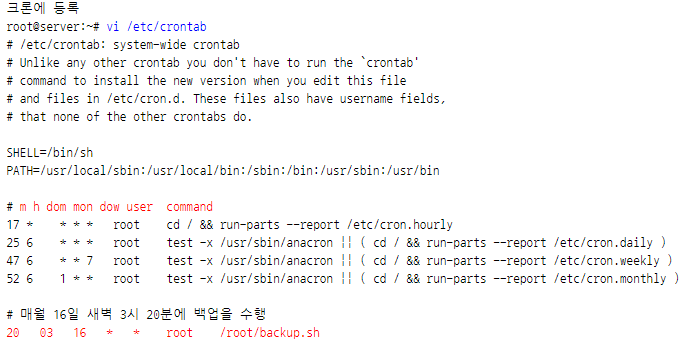 크론에 등록
root@server:~# vi /etc/crontab
# /etc/crontab: system-wide crontab
# Unlike any other crontab you don't have to run the `crontab'
# command to install the new version when you edit this file
# and files in /etc/cron.d. These files also have username fields,
# that none of the other crontabs do.
SHELL=/bin/sh
PATH=/usr/local/sbin:/usr/local/bin:/sbin:/bin:/usr/sbin:/usr/bin
# m h dom mon dow user  command
17 *    * * *   root    cd / && run-parts --report /etc/cron.hourly
25 6    * * *   root    test -x /usr/sbin/anacron || ( cd / && run-parts --report /etc/cron.daily )
47 6    * * 7   root    test -x /usr/sbin/anacron || ( cd / && run-parts --report /etc/cron.weekly )
52 6    1 * *   root    test -x /usr/sbin/anacron || ( cd / && run-parts --report /etc/cron.monthly )
# 매월 16일 새벽 3시 20분에 백업을 수행
20   03   16   *   *    root    /root/backup.sh